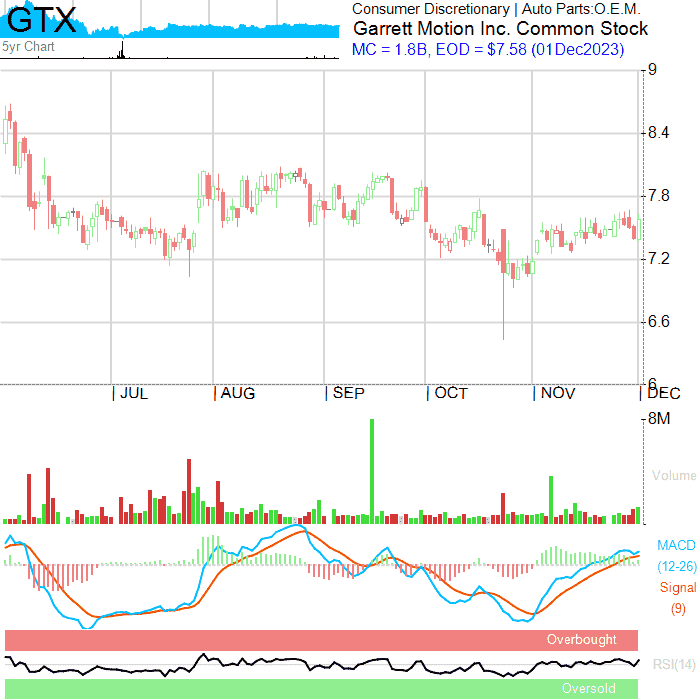 GTX
5yr Chart
Consumer Discretionary | Auto Parts:O.E.M.
Garrett Motion Inc. Common Stock
MC = 1.8B, EOD = $7.58 (01Dec2023)
9
8.4
7.8
7.2
6.6
6
| JUL | AUG | SEP | OCT | NOV | DEC
8M
Volume
MACD
(12-26)
Signal
(9)
Overbought
RSI(14)
Oversold